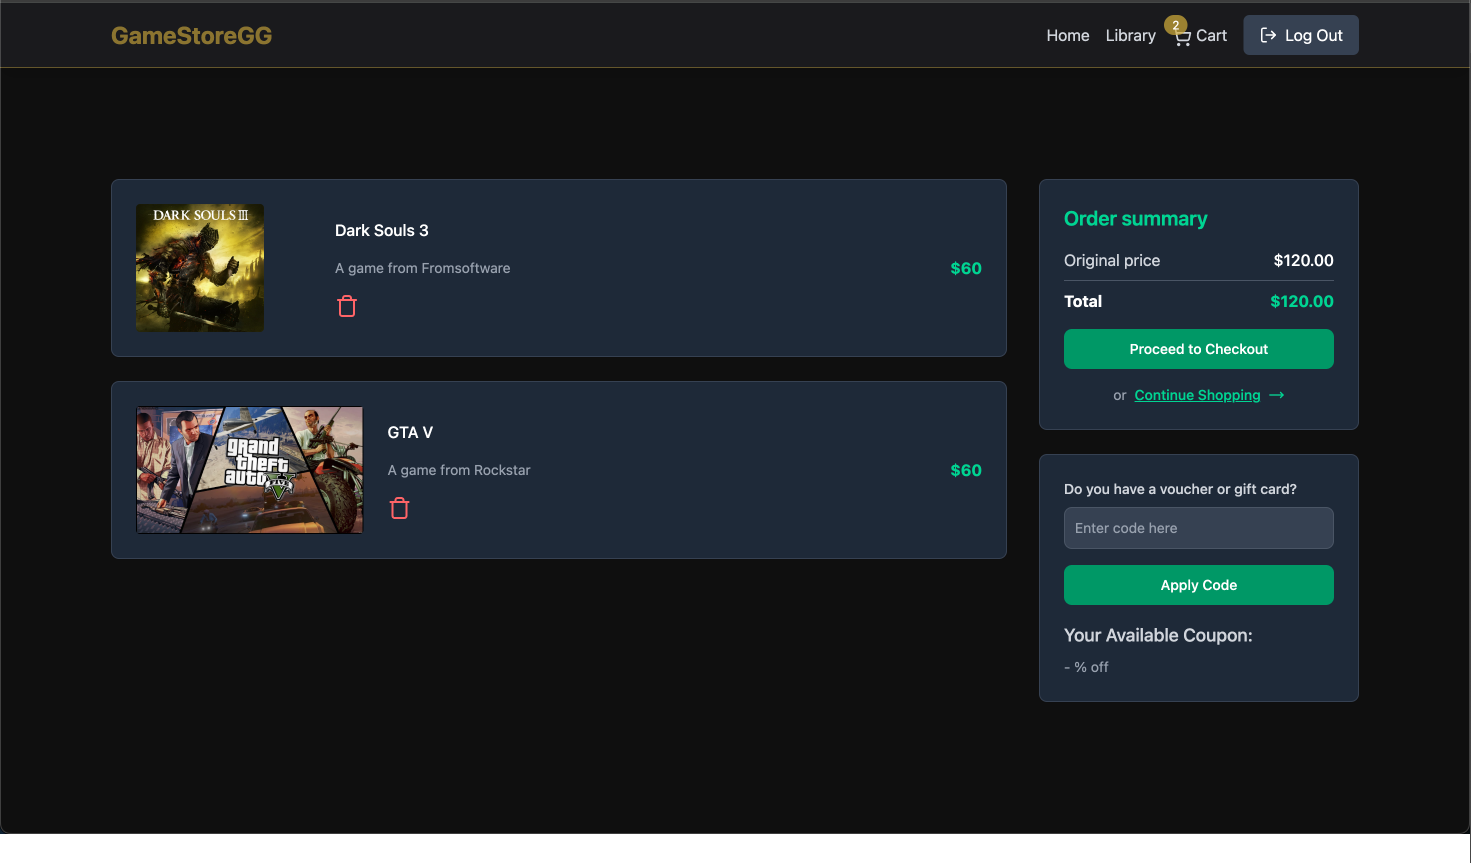 GameStoreGG
Home
Library
2
Cart
Log Out
DARK SOULS III
Dark Souls 3
A game from Fromsoftware
$60
grand
theft
auto
FIVE
GTA V
A game from Rockstar
$60
Order summary
Original price $120.00
Total $120.00
Proceed to Checkout
or Continue Shopping →
Do you have a voucher or gift card?
Enter code here
Apply Code
Your Available Coupon:
- % off